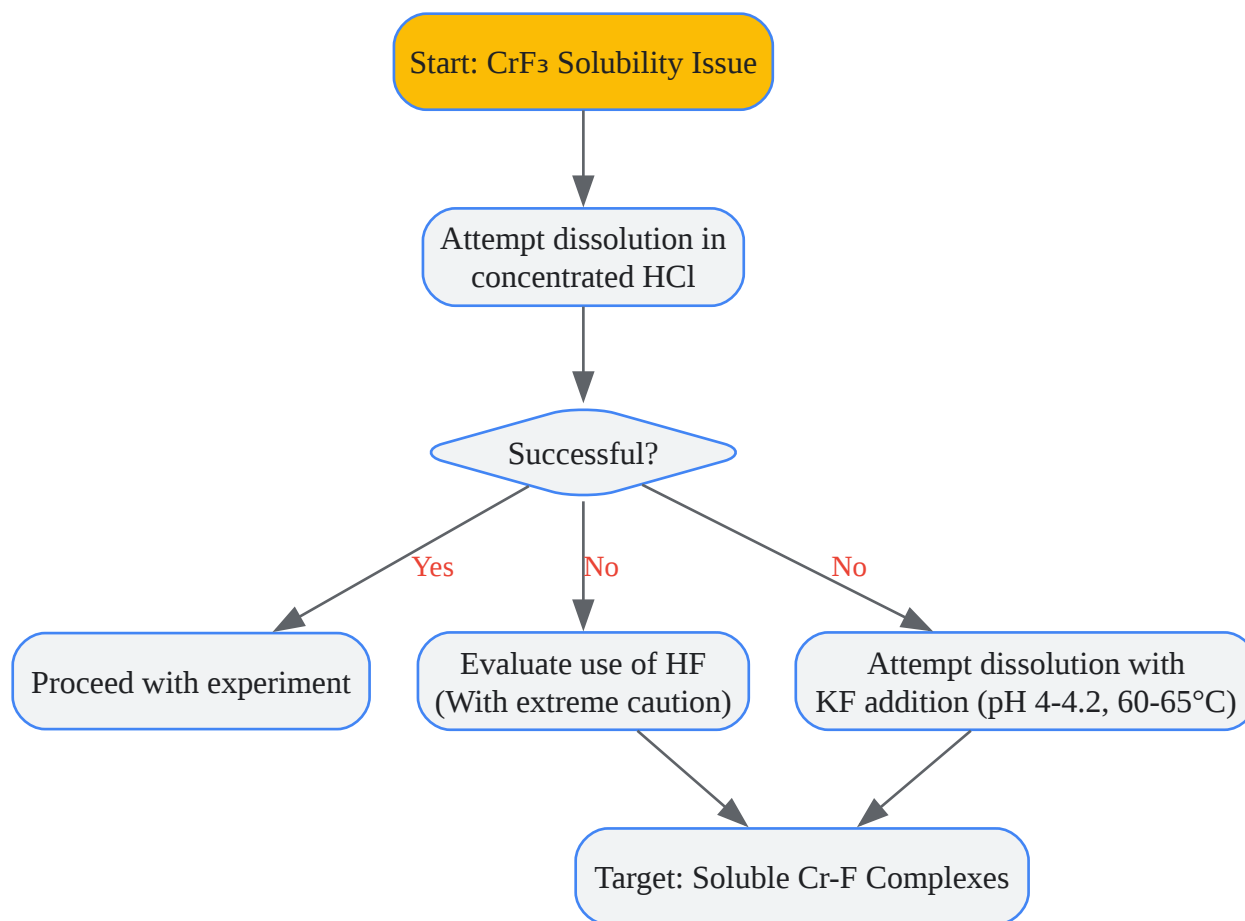 Start: CrF₃ Solubility Issue
Attempt dissolution in
concentrated HCl
Successful?
Yes
No
No
Proceed with experiment
Evaluate use of HF
(With extreme caution)
Attempt dissolution with
KF addition (pH 4-4.2, 60-65°C)
Target: Soluble Cr-F Complexes